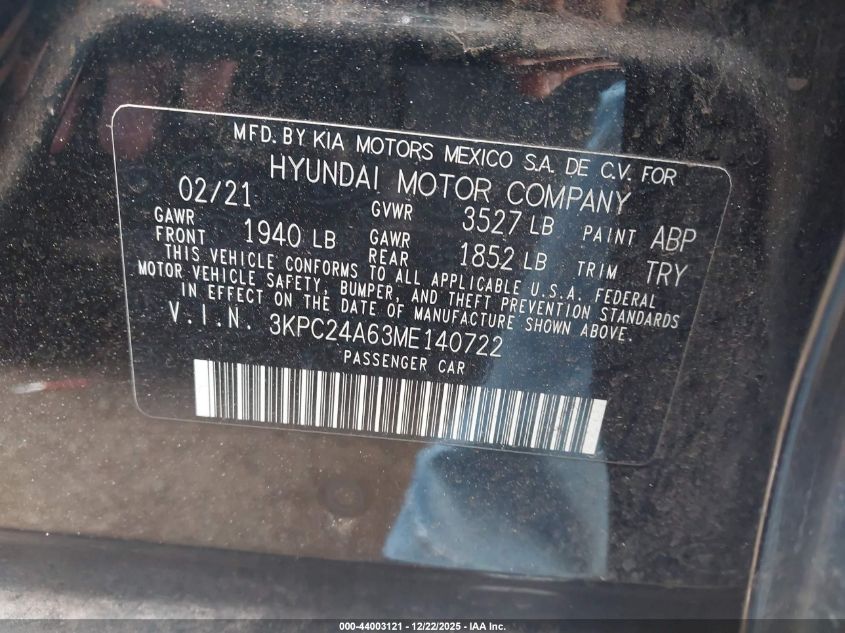 MFD. BY KIA MOTORS MEXICO S.A. DE C.V. FOR
HYUNDAI MOTOR COMPANY
02/21 GVWR 3527 LB PAINT ABP
GAWR FRONT 1940 LB GAWR REAR 1852 LB TRIM TRY
THIS VEHICLE CONFORMS TO ALL APPLICABLE U.S.A. FEDERAL
MOTOR VEHICLE SAFETY, BUMPER, AND THEFT PREVENTION STANDARDS
IN EFFECT ON THE DATE OF MANUFACTURE SHOWN ABOVE.
V.I.N. 3KPC24A63ME140722
PASSENGER CAR
000-44003121 - 12/22/2025 - IAA Inc.